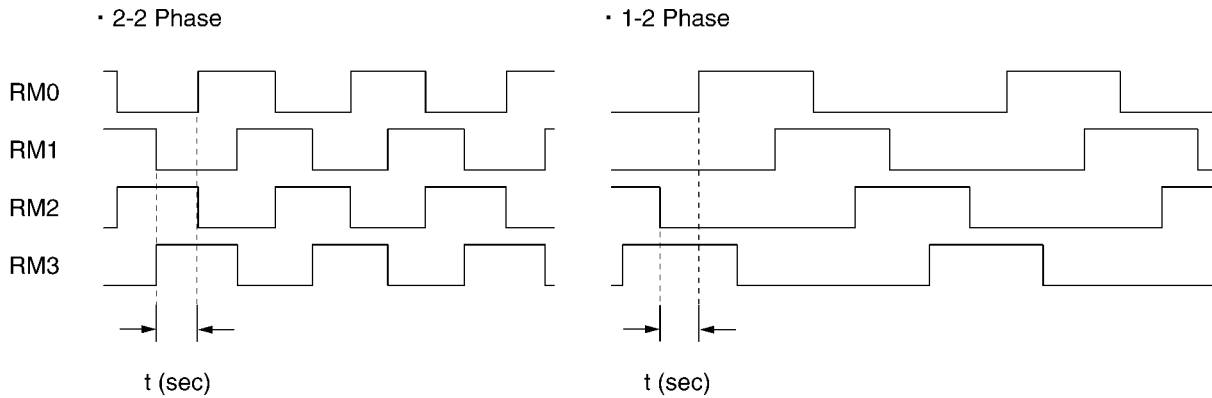 · 2-2 Phase
· 1-2 Phase
RM0
RM1
RM2
RM3
t (sec)
t (sec)